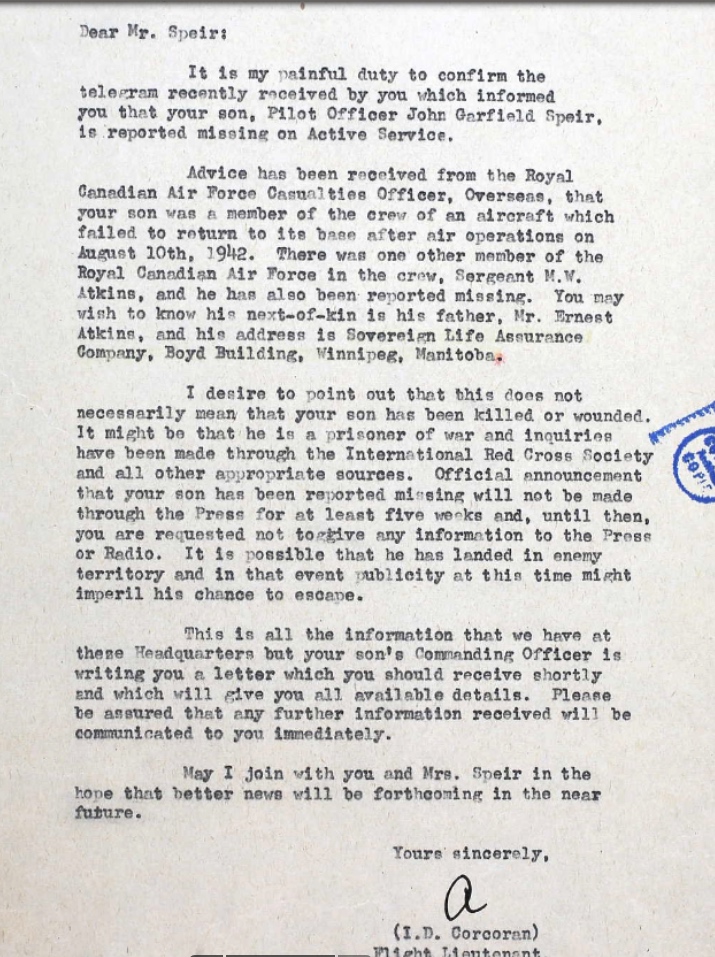 Dear Mr. Speir:
It is my painful duty to confirm the
telegram recently received by you which informed
you that your son, Pilot Officer John Garfield Speir,
is reported missing on Active Service.
Advice has been received from the Royal
Canadian Air Force Casualties Officer, Overseas, that
your son was a member of the crew of an aircraft which
failed to return to its base after air operations on
August 10th, 1942. There was one other member of the
Royal Canadian Air Force in the crew, Sergeant M.W.
Atkins, and he has also been reported missing. You may
wish to know his next-of-kin is his father, Mr. Ernest
Atkins, and his address is Sovereign Life Assurance
Company, Boyd Building, Winnipeg, Manitoba.
I desire to point out that this does not
necessarily mean that your son has been killed or wounded.
It might be that he is a prisoner of war and inquiries
have been made through the International Red Cross Society
and all other appropriate sources. Official announcement
that your son has been reported missing will not be made
through the Press for at least five weeks and, until then,
you are requested not to give any information to the Press
or Radio. It is possible that he has landed in enemy
territory and in that event publicity at this time might
imperil his chance to escape.
This is all the information that we have at
these Headquarters but your son's Commanding Officer is
writing you a letter which you should receive shortly
and which will give you all available details. Please
be assured that any further information received will be
communicated to you immediately.
May I join with you and Mrs. Speir in the
hope that better news will be forthcoming in the near
future.
Yours sincerely,
a
(I.D. Corcoran)
Flight Lieutenant